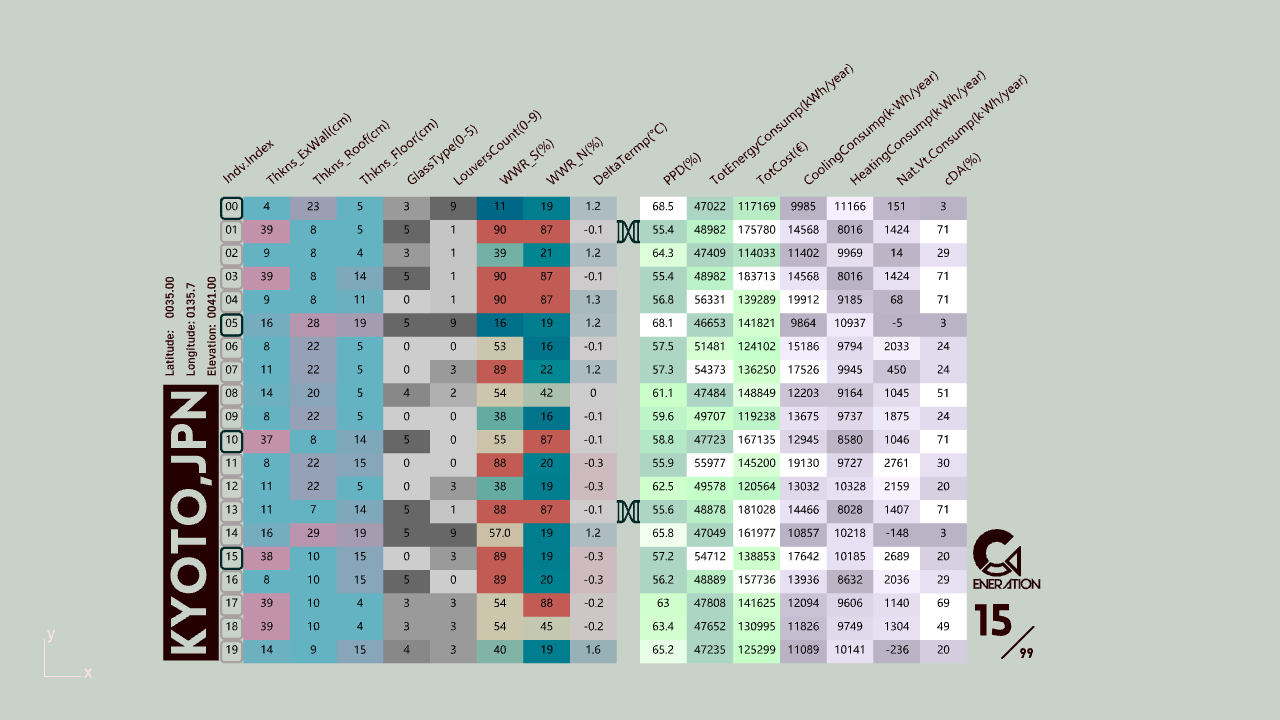 Indv.Index Thkns_ExWall(cm) Thkns_Roof(cm) Thkns_Floor(cm) GlassType(0-5) LouversCount(0-9) WWR_S(%) WWR_N(%) DeltaTermp(°C) PPD(%) TotEnergyConsump(kWh/year) TotCost(€) CoolingConsump(k·Wh/year) HeatingConsump(k·Wh/year) Nat.Vt.Consump(k·Wh/year) cDA(%)
00 4 23 5 3 9 11 19 1.2 68.5 47022 117169 9985 11166 151 3
01 39 8 5 5 1 90 87 -0.1 55.4 48982 175780 14568 8016 1424 71
02 9 8 4 3 1 39 21 1.2 64.3 47409 114033 11402 9969 14 29
03 39 8 14 5 1 90 87 -0.1 55.4 48982 183713 14568 8016 1424 71
04 9 8 11 0 1 90 87 1.3 56.8 56331 139289 19912 9185 68 71
05 16 28 19 5 9 16 19 1.2 68.1 46653 141821 9864 10937 -5 3
06 8 22 5 0 0 53 16 -0.1 57.5 51481 124102 15186 9794 2033 24
07 11 22 5 0 3 89 22 1.2 57.3 54373 136250 17526 9945 450 24
08 14 20 5 4 2 54 42 0 61.1 47484 148849 12203 9164 1045 51
09 8 22 5 0 0 38 16 -0.1 59.6 49707 119238 13675 9737 1875 24
10 37 8 14 5 0 55 87 -0.1 58.8 47723 167135 12945 8580 1046 71
11 8 22 15 0 0 88 20 -0.3 55.9 55977 145200 19130 9727 2761 30
12 11 22 5 0 3 38 19 -0.3 62.5 49578 120564 13032 10328 2159 20
13 11 7 14 5 1 88 87 -0.1 55.6 48878 181028 14466 8028 1407 71
14 16 29 19 5 9 57.0 19 1.2 65.8 47049 161977 10857 10218 -148 3
15 38 10 15 0 3 89 19 -0.3 57.2 54712 138853 17642 10185 2689 20
16 8 10 15 5 0 89 20 -0.3 56.2 48889 157736 13936 8632 2036 29
17 39 10 4 3 3 54 88 -0.2 63 47808 141625 12094 9606 1140 69
18 39 10 4 3 3 54 45 -0.2 63.4 47652 130995 11826 9749 1304 49
19 14 9 15 4 3 40 19 1.6 65.2 47235 125299 11089 10141 -236 20
Latitude: 0035.00
Longitude: 0135.7
Elevation: 0041.00
KYOTO,JPN
GENERATION
15/99
y
x